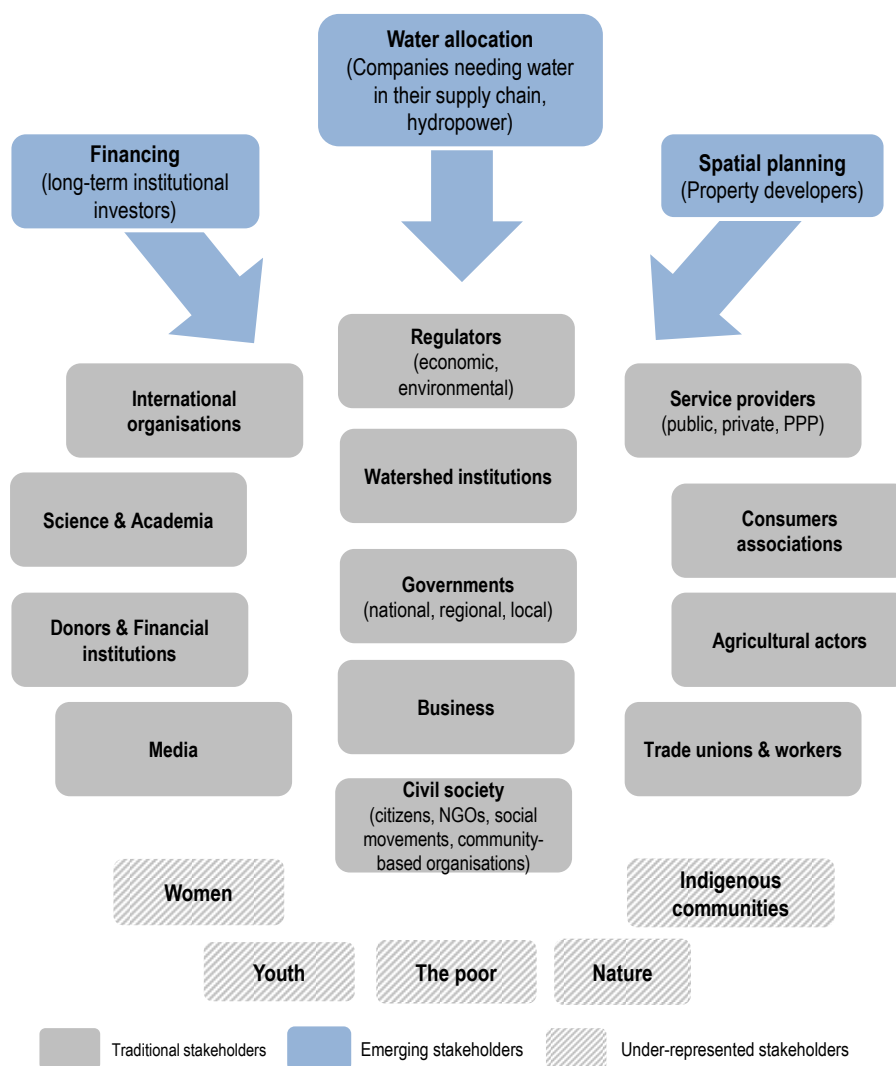 Water allocation
(Companies needing water
in their supply chain,
hydropower)
Financing
(long-term institutional
investors)
Spatial planning
(Property developers)
Regulators
(economic,
environmental)
International
organisations
Service providers
(public, private, PPP)
Watershed institutions
Science & Academia
Consumers
associations
Governments
(national, regional, local)
Donors & Financial
institutions
Agricultural actors
Business
Media
Trade unions & workers
Civil society
(citizens, NGOs, social
movements, community-
based organisations)
Women
Indigenous
communities
Youth
The poor
Nature
Traditional stakeholders
Emerging stakeholders
Under-represented stakeholders